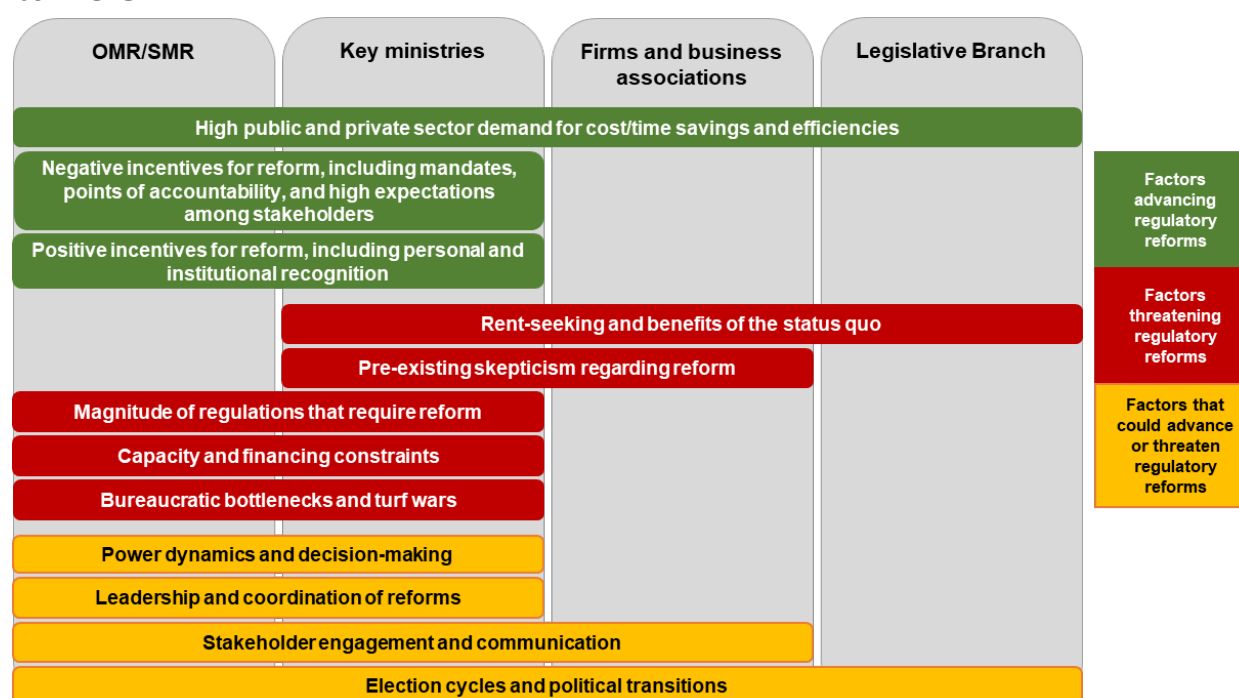 OMR/SMR
Key ministries
Firms and business
associations
Legislative Branch
High public and private sector demand for cost/time savings and efficiencies
Negative incentives for reform, including mandates,
points of accountability, and high expectations
among stakeholders
Positive incentives for reform, including personal and
institutional recognition
Rent-seeking and benefits of the status quo
Pre-existing skepticism regarding reform
Magnitude of regulations that require reform
Capacity and financing constraints
Bureaucratic bottlenecks and turf wars
Power dynamics and decision-making
Leadership and coordination of reforms
Stakeholder engagement and communication
Election cycles and political transitions
Factors
advancing
regulatory
reforms
Factors
threatening
regulatory
reforms
Factors that
could advance
or threaten
regulatory
reforms